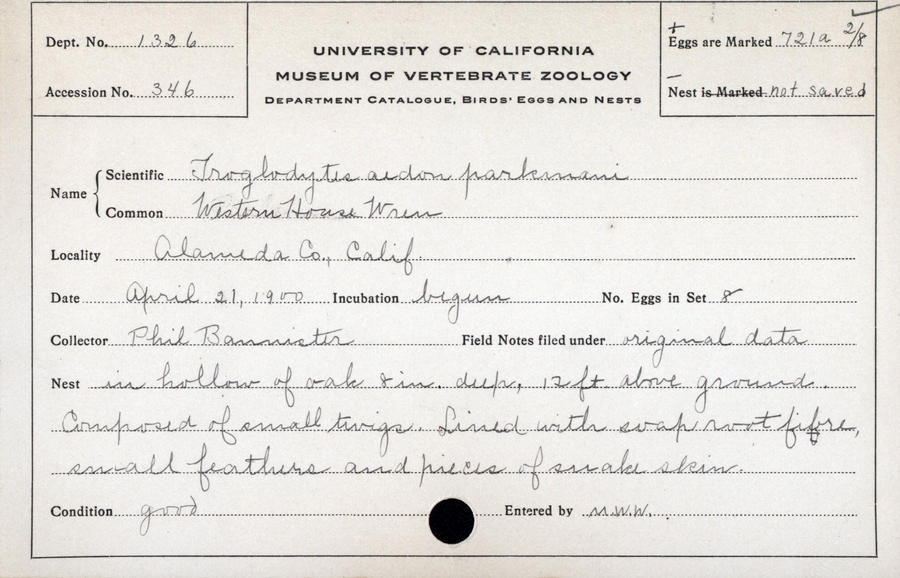 Dept. No. 1326
Accession No. 346
UNIVERSITY OF CALIFORNIA
MUSEUM OF VERTEBRATE ZOOLOGY
DEPARTMENT CATALOGUE, BIRDS' EGGS AND NESTS
+
Eggs are Marked 721a 2/8
–
Nest is Marked not saved
Name
Scientific Troglodytes aedon parkmani
Common Western House Wren
Locality Alameda Co., Calif.
Date April 21, 1900 Incubation begun No. Eggs in Set 8
Collector Phil Bannister Field Notes filed under original data
Nest in hollow of oak 8 in. deep, 12 ft above ground.
Composed of small twigs. Lined with soap root fibre,
small feathers and pieces of snake skin.
Condition good Entered by M.W.W.